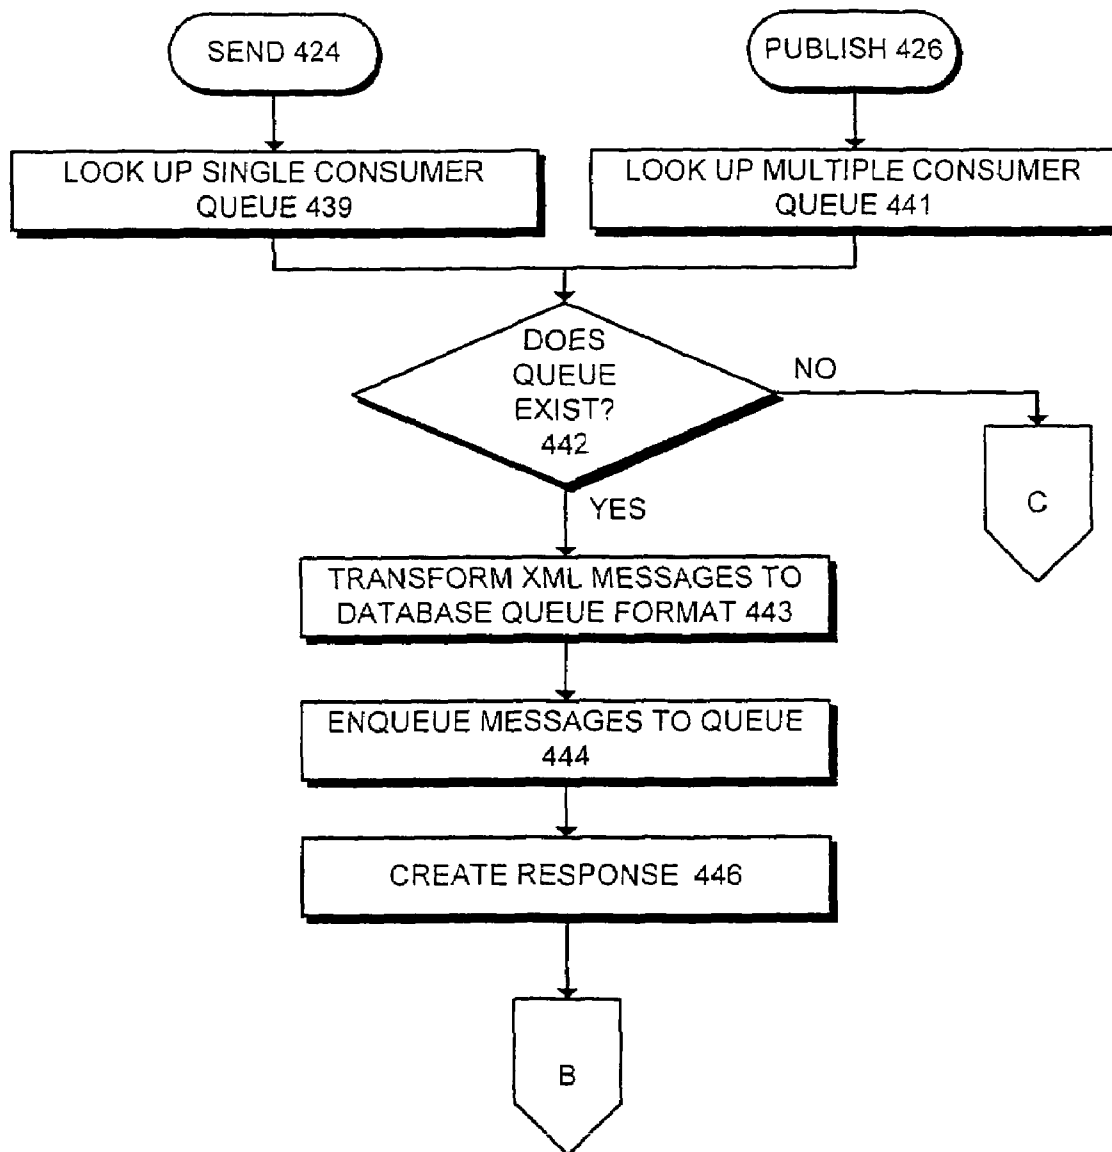 SEND 424
PUBLISH 426
LOOK UP SINGLE CONSUMER
QUEUE 439
LOOK UP MULTIPLE CONSUMER
QUEUE 441
DOES
QUEUE
EXIST?
442
NO
C
YES
TRANSFORM XML MESSAGES TO
DATABASE QUEUE FORMAT 443
ENQUEUE MESSAGES TO QUEUE
444
CREATE RESPONSE 446
B